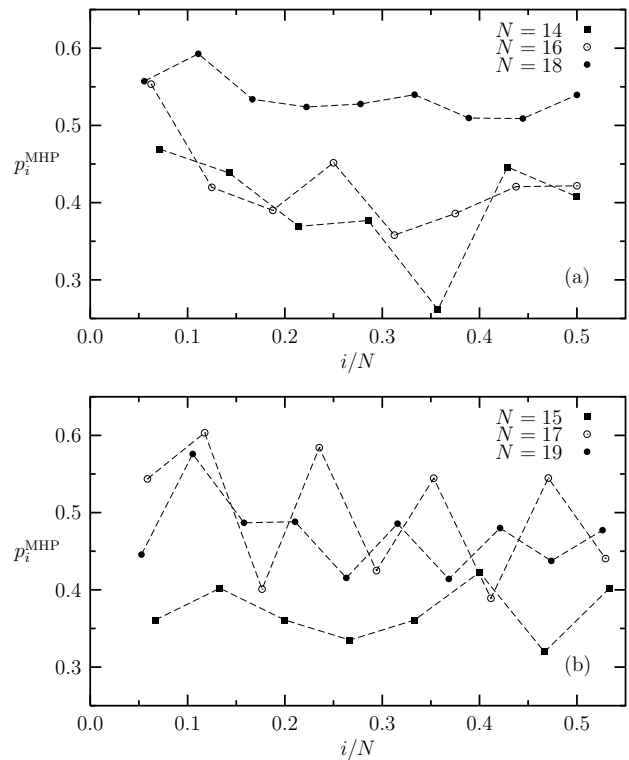 0.6
0.5
0.4
0.3
p_i^MHP
N = 14
N = 16
N = 18
(a)
0.0 0.1 0.2 0.3 0.4 0.5
i/N
0.6
0.5
0.4
0.3
p_i^MHP
N = 15
N = 17
N = 19
(b)
0.0 0.1 0.2 0.3 0.4 0.5
i/N